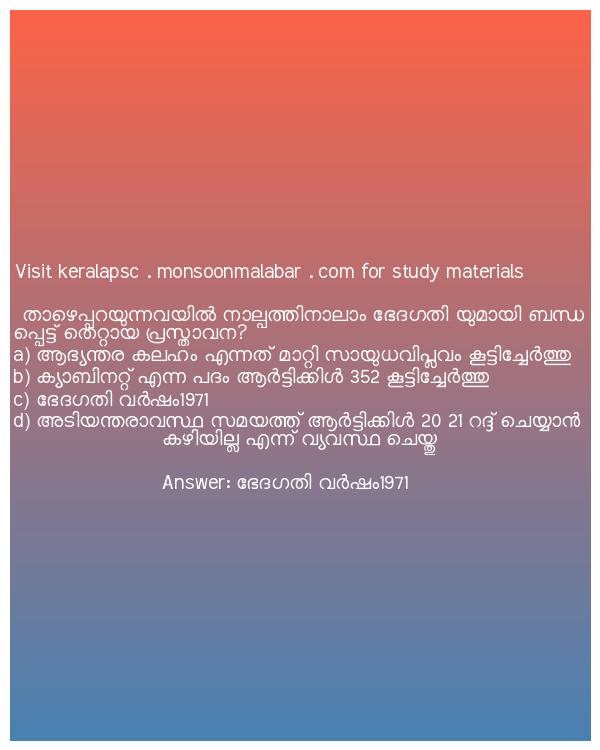 Visit keralapsc . monsoonmalabar . com for study materials
താഴെപ്പറയുന്നവയിൽ നാല്പത്തിനാലാം ഭേദഗതി യുമായി ബന്ധ
പ്പെട്ട് തെറ്റായ പ്രസ്താവന?
a) ആഭ്യന്തര കലഹം എന്നത് മാറ്റി സായുധവിപ്ലവം കൂട്ടിച്ചേർത്തു
b) ക്യാബിനറ്റ് എന്ന പദം ആർട്ടിക്കിൾ 352 കൂട്ടിച്ചേർത്തു
c) ഭേദഗതി വർഷം1971
d) അടിയന്തരാവസ്ഥ സമയത്ത് ആർട്ടിക്കിൾ 20 21 റദ്ദ് ചെയ്യാൻ
കഴിയില്ല എന്ന് വ്യവസ്ഥ ചെയ്തു
Answer: ഭേദഗതി വർഷം1971